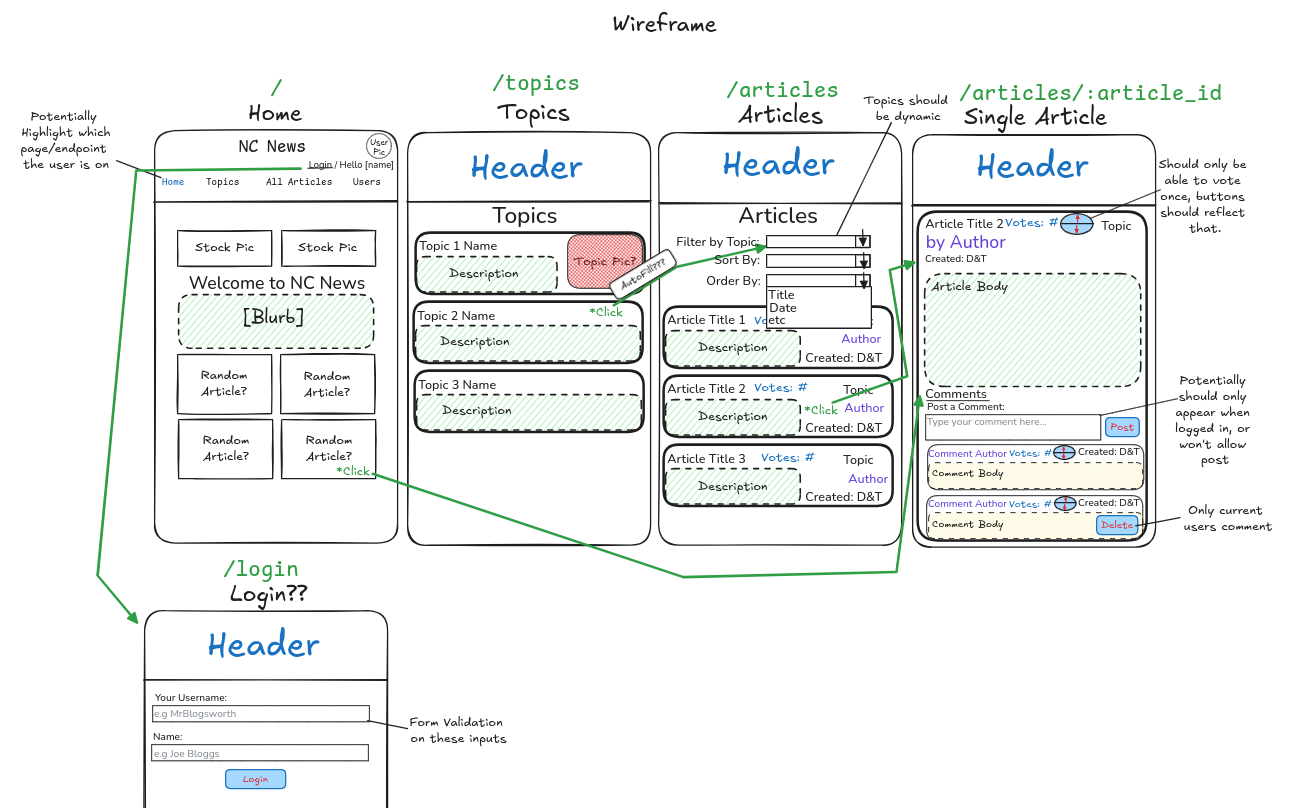 Wireframe
/
Home
Potentially
Highlight which
page/endpoint
the user is on
NC News
User
Pic
Login / Hello [name]
Home Topics All Articles Users
Stock Pic Stock Pic
Welcome to NC News
[Blurb]
Random
Article?
Random
Article?
Random
Article?
Random
Article?
*Click
/topics
Topics
Header
Topics
Topic 1 Name
Description
Topic Pic?
AutoFill???
*Click
Topic 2 Name
Description
Topic 3 Name
Description
/articles
Articles
Topics should
be dynamic
Header
Articles
Filter by Topic:
Sort By:
Order By:
Title
Date
etc
Article Title 1 Vo c
Author
Description
Created: D&T
Article Title 2 Votes: # Topic
Description
*Click Author
Created: D&T
Article Title 3 Votes: # Topic
Author
Description
Created: D&T
/articles/:article_id
Single Article
Header
Should only be
able to vote
once, buttons
should reflect
that.
Article Title 2 Votes: # Topic
by Author
Created: D&T
Article Body
Comments
Post a Comment:
Type your comment here...
Post
Potentially
should only
appear when
logged in, or
won't allow
post
Comment Author Votes: # Created: D&T
Comment Body
Comment Author Votes: # Created: D&T
Comment Body
Delete
Only current
users comment
/login
Login??
Header
Your Username:
e.g MrBlogsworth
Name:
e.g Joe Bloggs
Login
Form Validation
on these inputs